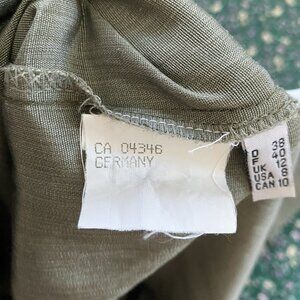 CA 04346
GERMANY
D 38
F 40
UK 12
USA 8
CAN 10